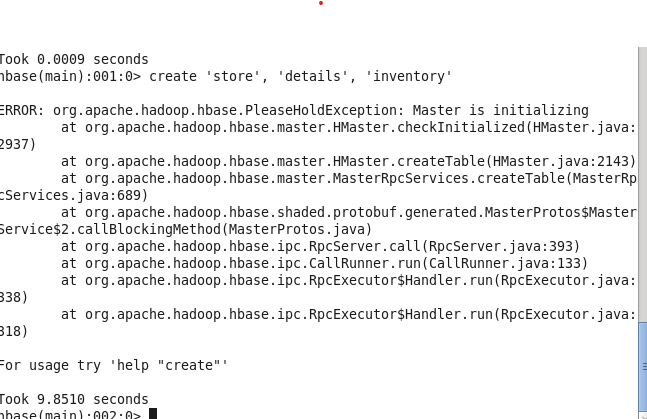 Took 0.0009 seconds
hbase(main):001:0> create 'store', 'details', 'inventory'
ERROR: org.apache.hadoop.hbase.PleaseHoldException: Master is initializing
at org.apache.hadoop.hbase.master.HMaster.checkInitialized(HMaster.java:
2937)
at org.apache.hadoop.hbase.master.HMaster.createTable(HMaster.java:2143)
at org.apache.hadoop.hbase.master.MasterRpcServices.createTable(MasterRp
cServices.java:689)
at org.apache.hadoop.hbase.shaded.protobuf.generated.MasterProtos$Master
Service$2.callBlockingMethod(MasterProtos.java)
at org.apache.hadoop.hbase.ipc.RpcServer.call(RpcServer.java:393)
at org.apache.hadoop.hbase.ipc.CallRunner.run(CallRunner.java:133)
at org.apache.hadoop.hbase.ipc.RpcExecutor$Handler.run(RpcExecutor.java:
338)
at org.apache.hadoop.hbase.ipc.RpcExecutor$Handler.run(RpcExecutor.java:
318)
For usage try 'help "create"'
Took 9.8510 seconds
hbase(main):002:0>